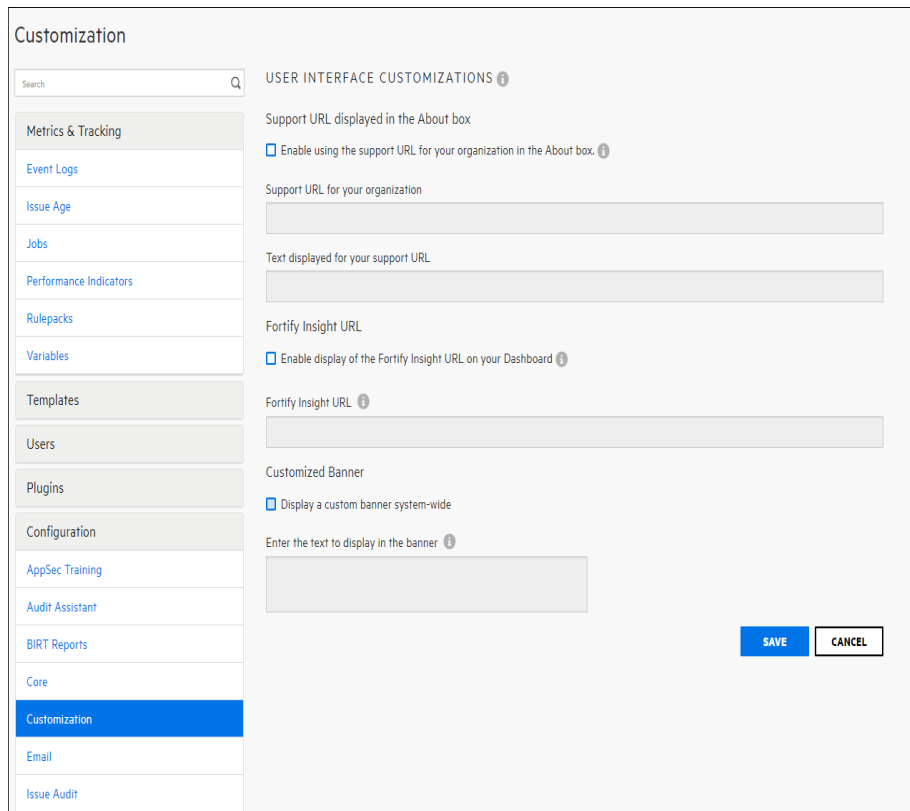 Customization
Search
Metrics & Tracking
Event Logs
Issue Age
Jobs
Performance Indicators
Rulepacks
Variables
Templates
Users
Plugins
Configuration
AppSec Training
Audit Assistant
BIRT Reports
Core
Customization
Email
Issue Audit
USER INTERFACE CUSTOMIZATIONS
Support URL displayed in the About box
Enable using the support URL for your organization in the About box.
Support URL for your organization
Text displayed for your support URL
Fortify Insight URL
Enable display of the Fortify Insight URL on your Dashboard
Fortify Insight URL
Customized Banner
Display a custom banner system-wide
Enter the text to display in the banner
SAVE
CANCEL